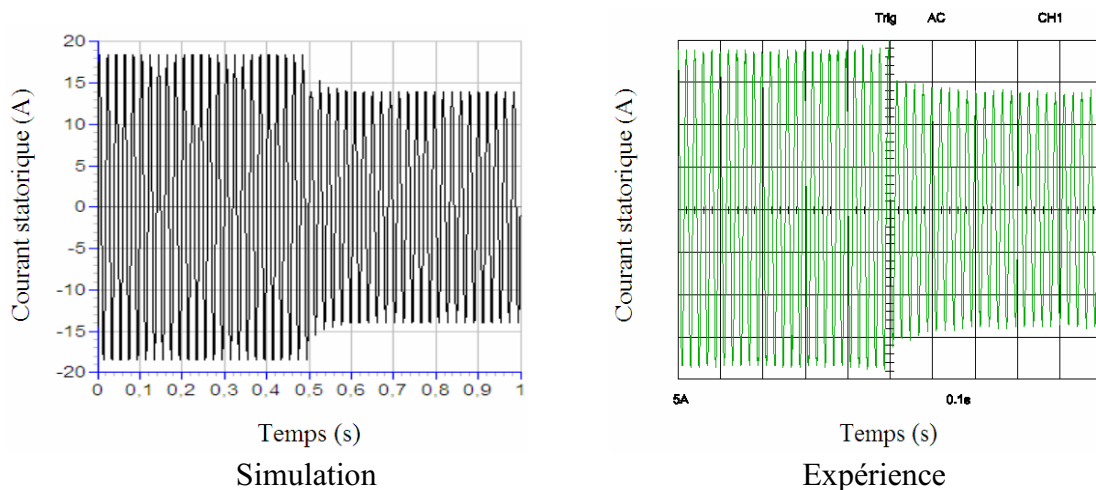 Courant statorique (A)
20
15
10
5
0
-5
-10
-15
-20
0 0,1 0,2 0,3 0,4 0,5 0,6 0,7 0,8 0,9 1
Temps (s)
Simulation
Trig AC CH1
Courant statorique (A)
5A 0.1s
Temps (s)
Expérience